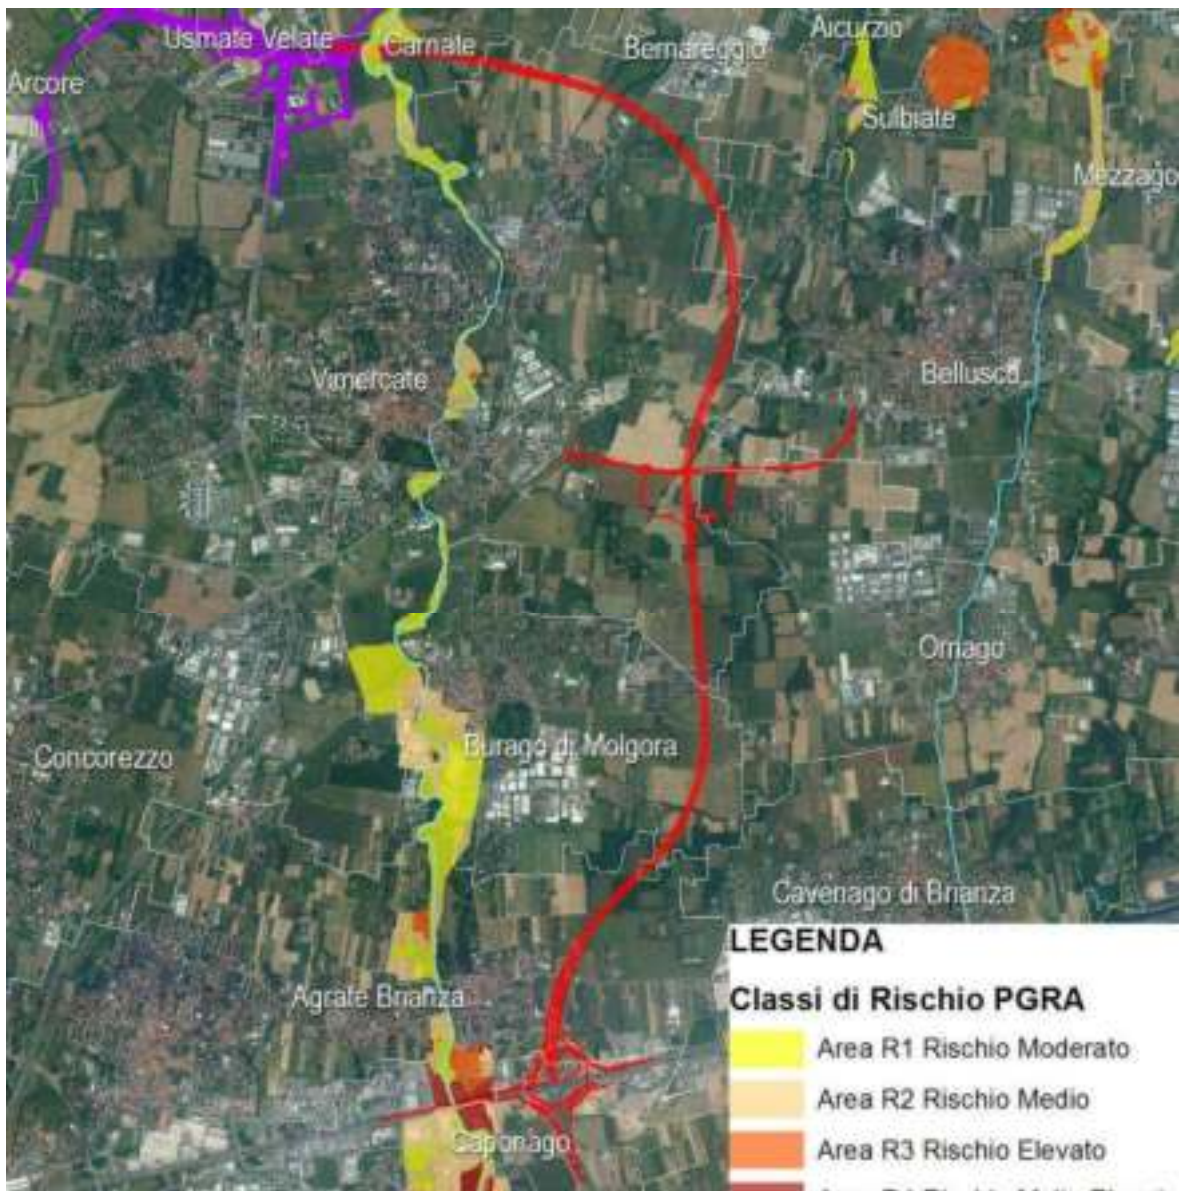 Usmate Velate
Carnate
Bernareggio
Aicurzio
Arcore
Sulbiate
Mezzago
Vimercate
Bellusco
Ornago
Burago di Molgora
Concorezzo
Cavenago di Brianza
Agrate Brianza
Caponago
LEGENDA
Classi di Rischio PGRA
Area R1 Rischio Moderato
Area R2 Rischio Medio
Area R3 Rischio Elevato